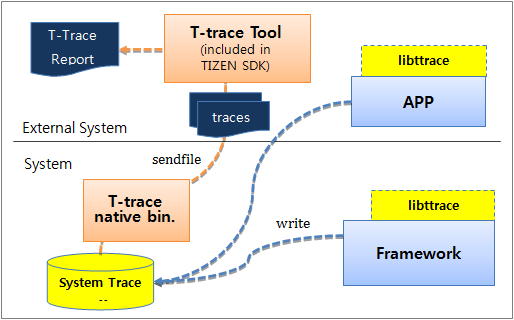 T-Trace
Report
T-trace Tool
(included in
TIZEN SDK)
libttrace
APP
traces
External System
System
sendfile
T-trace
native bin.
libttrace
write
Framework
System Trace
--